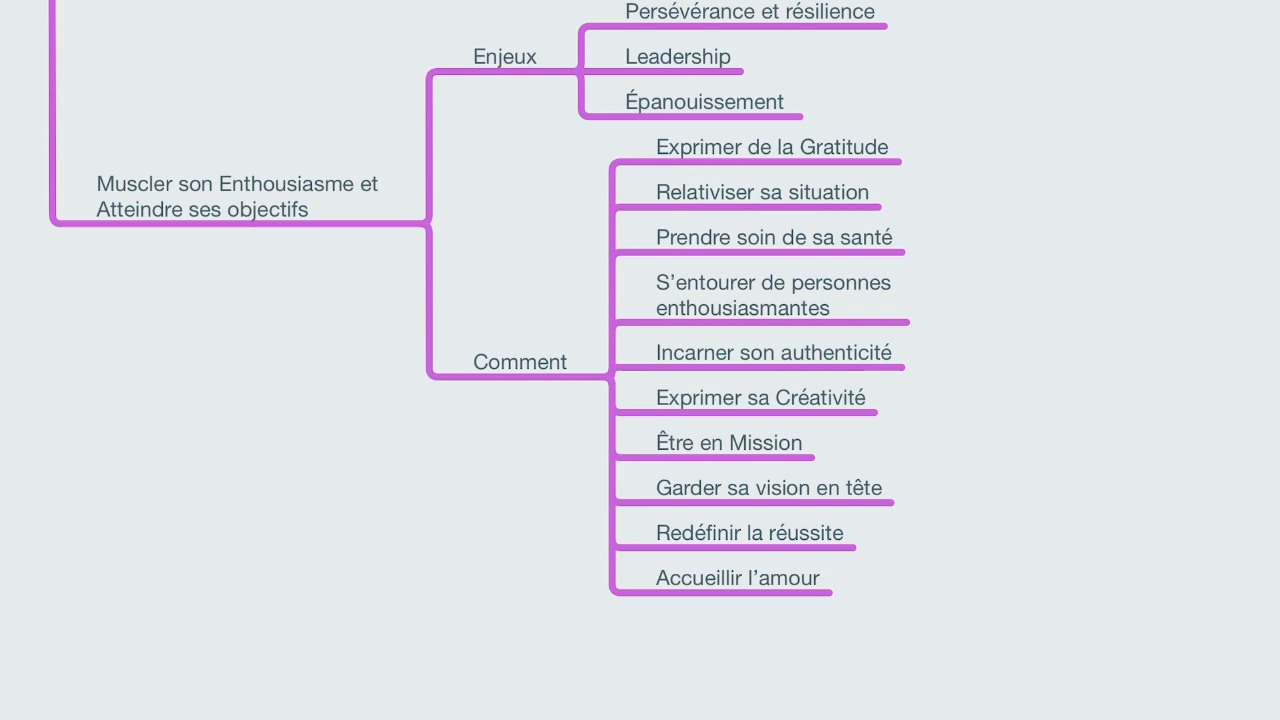 Persévérance et résilience
Enjeux
Leadership
Épanouissement
Exprimer de la Gratitude
Muscler son Enthousiasme et
Atteindre ses objectifs
Relativiser sa situation
Prendre soin de sa santé
S’entourer de personnes
enthousiasmantes
Comment
Incarner son authenticité
Exprimer sa Créativité
Être en Mission
Garder sa vision en tête
Redéfinir la réussite
Accueillir l’amour